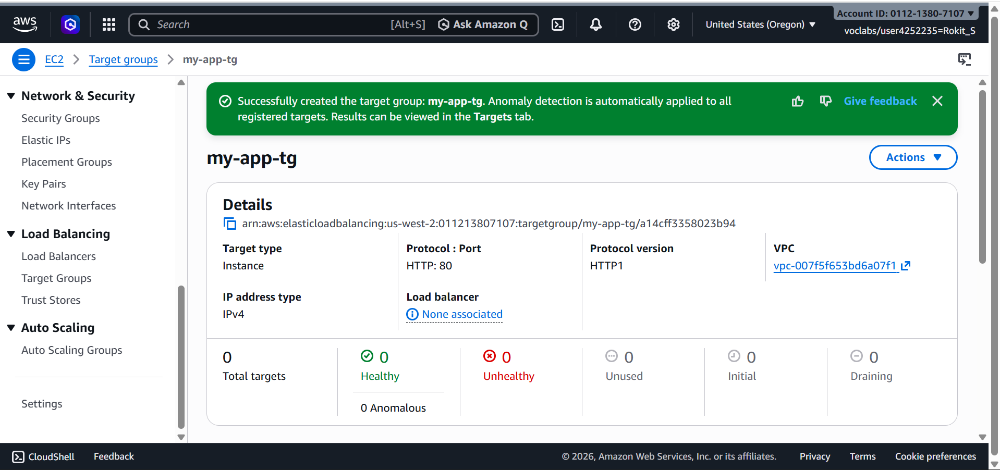 aws
Search
[Alt+S]
Ask Amazon Q
United States (Oregon)
Account ID: 0112-1380-7107
voclabs/user4252235=Rokit_S
EC2
Target groups
my-app-tg
Network & Security
Security Groups
Elastic IPs
Placement Groups
Key Pairs
Network Interfaces
Load Balancing
Load Balancers
Target Groups
Trust Stores
Auto Scaling
Auto Scaling Groups
Settings
Successfully created the target group: my-app-tg. Anomaly detection is automatically applied to all
registered targets. Results can be viewed in the Targets tab.
Give feedback
my-app-tg
Actions
Details
arn:aws:elasticloadbalancing:us-west-2:011213807107:targetgroup/my-app-tg/a14cff3358023b94
Target type
Instance
Protocol : Port
HTTP: 80
Protocol version
HTTP1
VPC
vpc-007f5f653bd6a07f1
IP address type
IPv4
Load balancer
None associated
0
Total targets
0
Healthy
0 Anomalous
0
Unhealthy
0
Unused
0
Initial
0
Draining
CloudShell
Feedback
© 2026, Amazon Web Services, Inc. or its affiliates.
Privacy
Terms
Cookie preferences